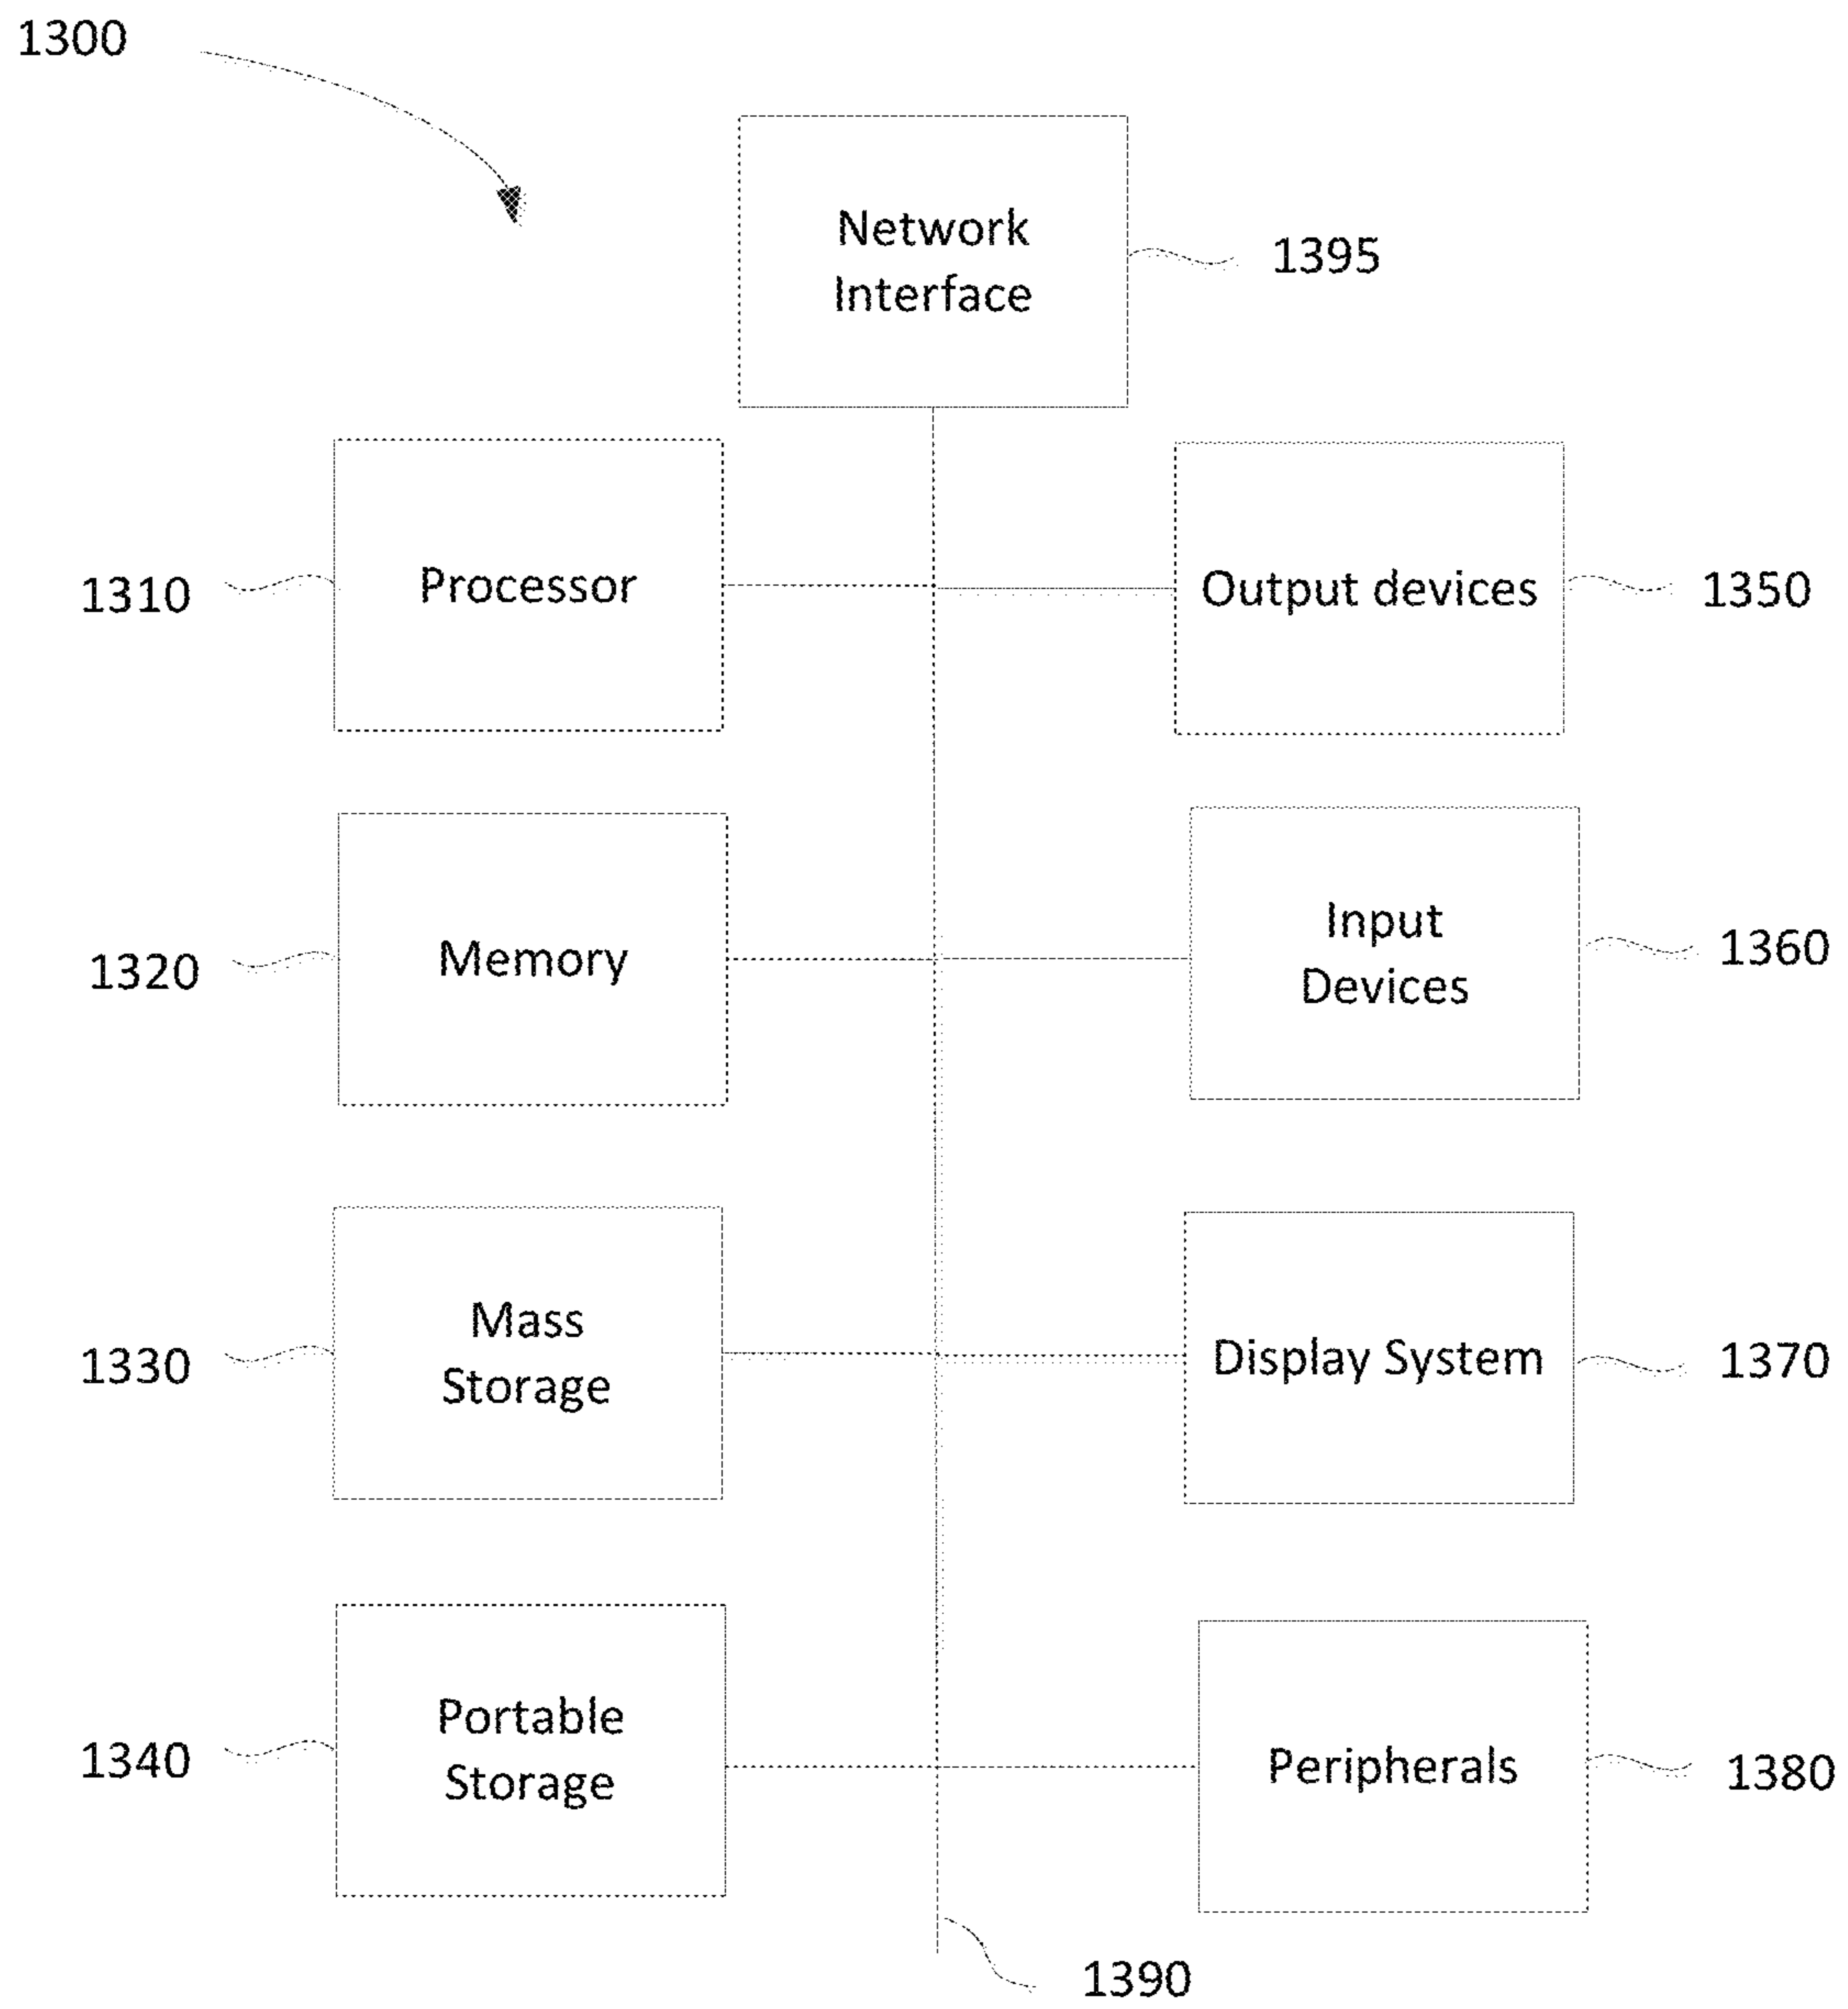 1300
Network
Interface
1395
Processor
1310
Output devices
1350
Memory
1320
Input
Devices
1360
Mass
Storage
1330
Display System
1370
Portable
Storage
1340
Peripherals
1380
1390